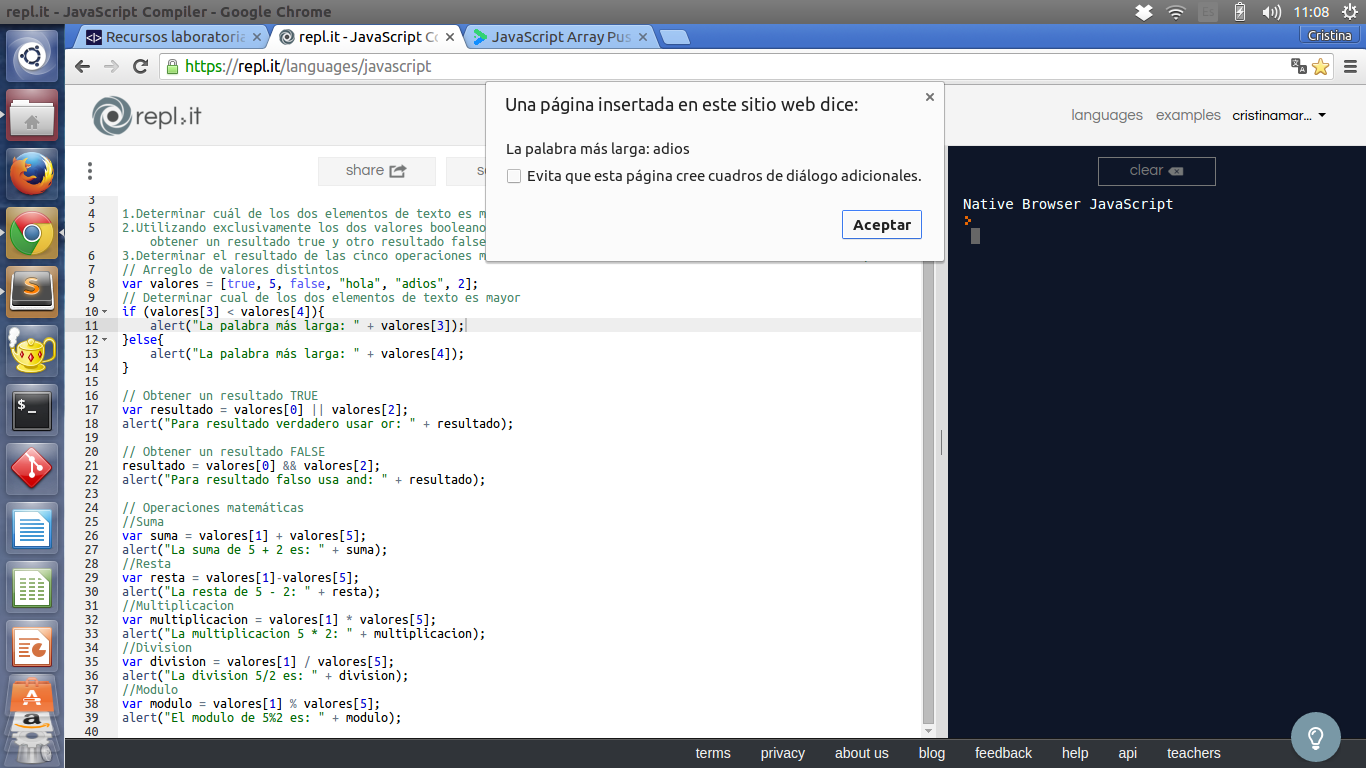 repl.it - JavaScript Compiler - Google Chrome
Es
11:08
Recursos laboratoria
repl.it - JavaScript Co
JavaScript Array Pus
Cristina
https://repl.it/languages/javascript
repl.it
languages
examples
cristinamar...
Una página insertada en este sitio web dice:
La palabra más larga: adios
Evita que esta página cree cuadros de diálogo adicionales.
Aceptar
share
clear
Native Browser JavaScript
3
4 1.Determinar cuál de los dos elementos de texto es m
5 2.Utilizando exclusivamente los dos valores booleano
obtener un resultado true y otro resultado false
6 3.Determinar el resultado de las cinco operaciones m
7 // Arreglo de valores distintos
8 var valores = [true, 5, false, "hola", "adios", 2];
9 // Determinar cual de los dos elementos de texto es mayor
10 if (valores[3] < valores[4]){
11 alert("La palabra más larga: " + valores[3]);
12 }else{
13 alert("La palabra más larga: " + valores[4]);
14 }
15
16 // Obtener un resultado TRUE
17 var resultado = valores[0] || valores[2];
18 alert("Para resultado verdadero usar or: " + resultado);
19
20 // Obtener un resultado FALSE
21 resultado = valores[0] && valores[2];
22 alert("Para resultado falso usa and: " + resultado);
23
24 // Operaciones matemáticas
25 //Suma
26 var suma = valores[1] + valores[5];
27 alert("La suma de 5 + 2 es: " + suma);
28 //Resta
29 var resta = valores[1]-valores[5];
30 alert("La resta de 5 - 2: " + resta);
31 //Multiplicacion
32 var multiplicacion = valores[1] * valores[5];
33 alert("La multiplicacion 5 * 2: " + multiplicacion);
34 //Division
35 var division = valores[1] / valores[5];
36 alert("La division 5/2 es: " + division);
37 //Modulo
38 var modulo = valores[1] % valores[5];
39 alert("El modulo de 5%2 es: " + modulo);
40
terms
privacy
about us
blog
feedback
help
api
teachers